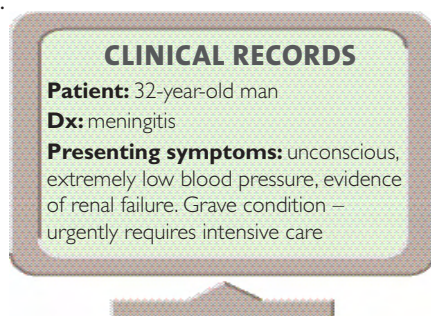 .
CLINICAL RECORDS
Patient: 32-year-old man
Dx: meningitis
Presenting symptoms: unconscious,
extremely low blood pressure, evidence
of renal failure. Grave condition –
urgently requires intensive care